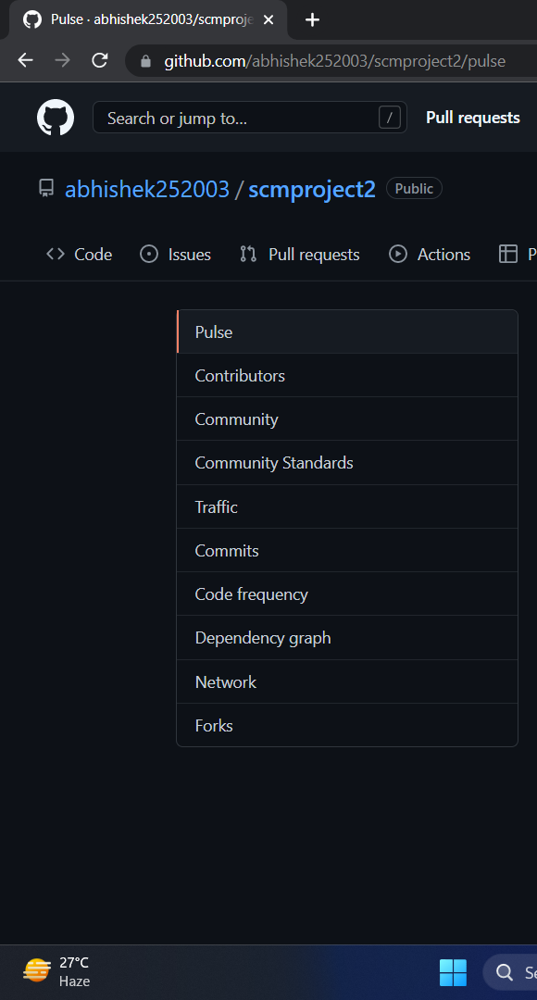 Pulse · abhishek252003/scmproje
github.com/abhishek252003/scmproject2/pulse
Search or jump to... /
Pull requests
abhishek252003 / scmproject2 Public
Code Issues Pull requests Actions P
Pulse
Contributors
Community
Community Standards
Traffic
Commits
Code frequency
Dependency graph
Network
Forks
27°C
Haze
Se